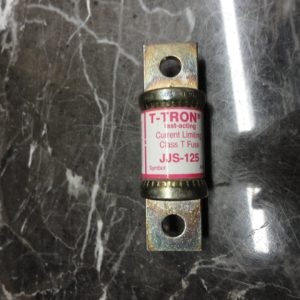 T-TRON®
fast-acting
Current Limiting
Class T Fuse
JJS-125